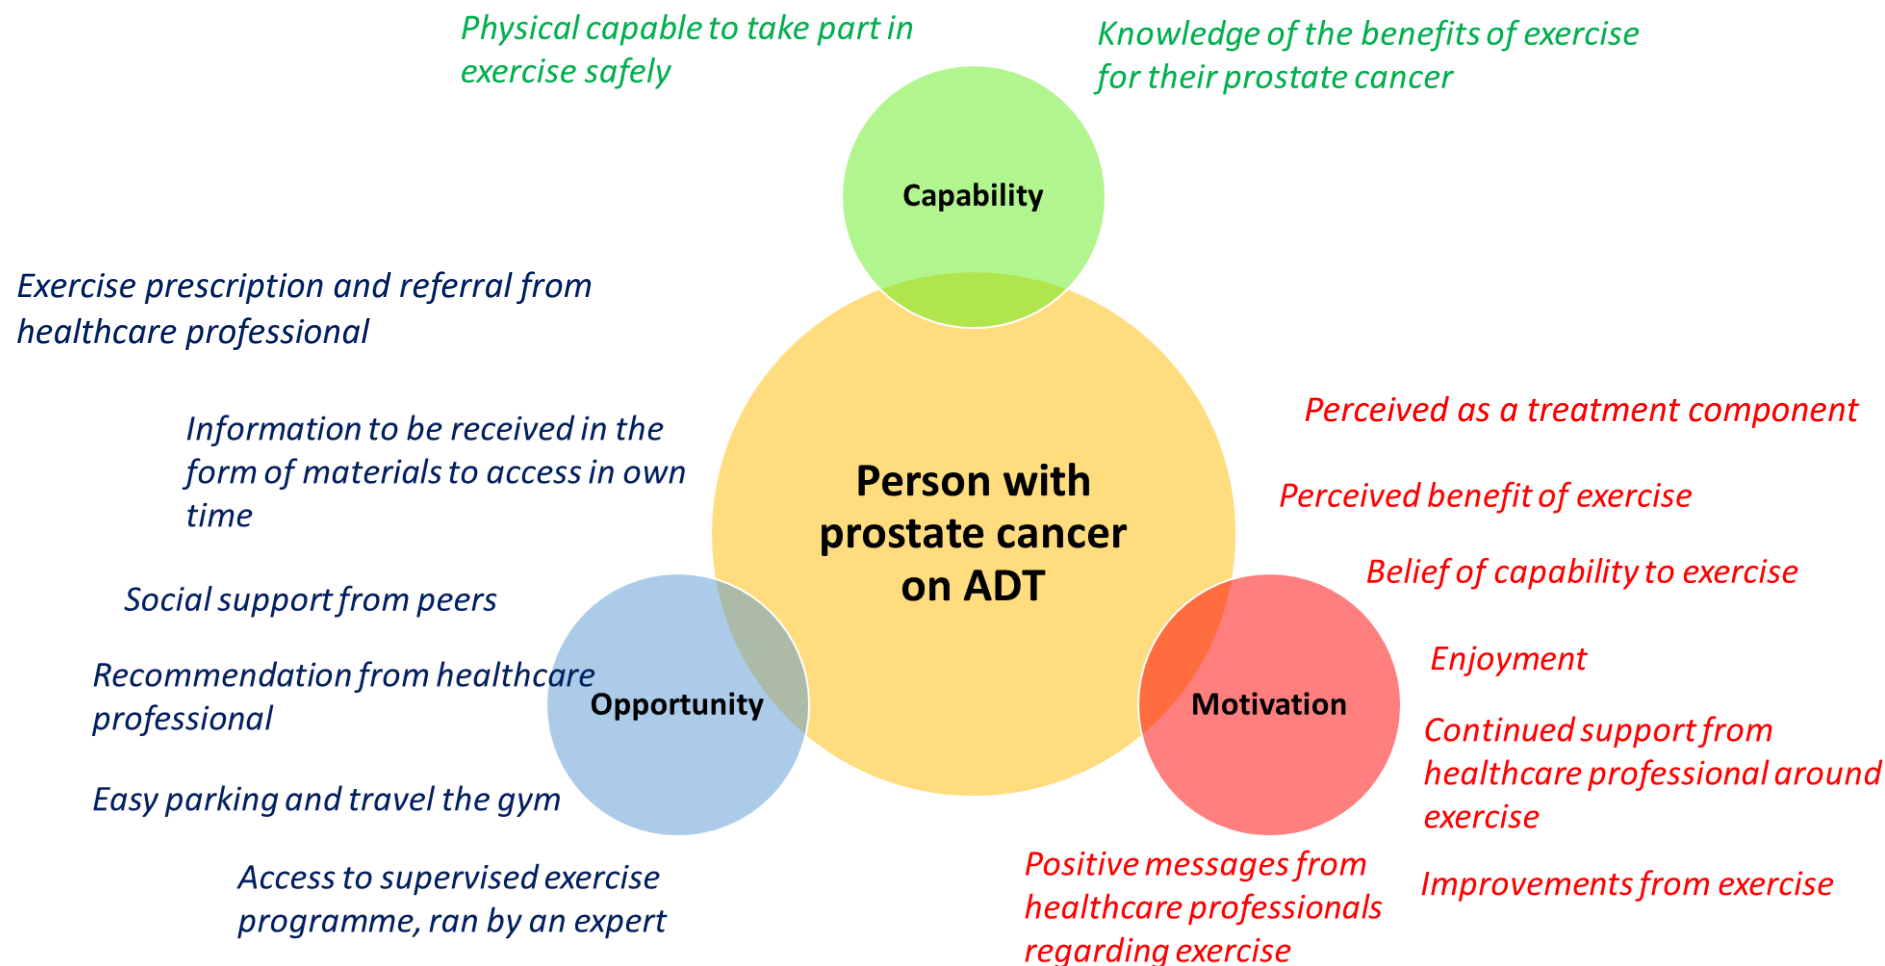 Physical capable to take part in
exercise safely
Knowledge of the benefits of exercise
for their prostate cancer
Capability
Exercise prescription and referral from
healthcare professional
Information to be received in the
form of materials to access in own
time
Social support from peers
Recommendation from healthcare
professional
Easy parking and travel the gym
Access to supervised exercise
programme, ran by an expert
Opportunity
Person with
prostate cancer
on ADT
Perceived as a treatment component
Perceived benefit of exercise
Belief of capability to exercise
Enjoyment
Motivation
Continued support from
healthcare professional around
exercise
Improvements from exercise
Positive messages from
healthcare professionals
regarding exercise